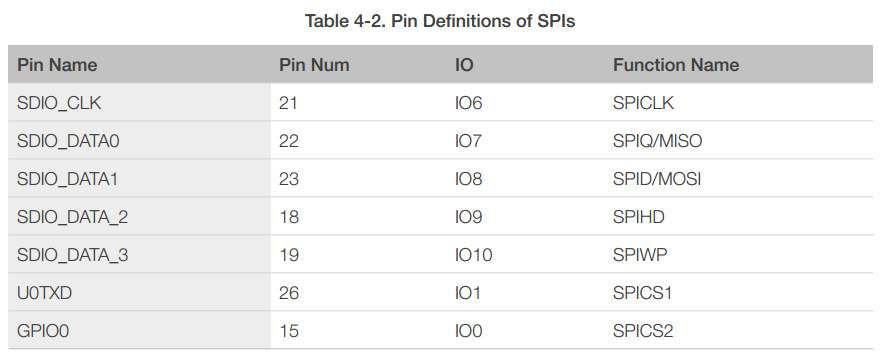 Table 4-2. Pin Definitions of SPIs
Pin Name Pin Num IO Function Name
SDIO_CLK 21 IO6 SPICLK
SDIO_DATA0 22 IO7 SPIQ/MISO
SDIO_DATA1 23 IO8 SPID/MOSI
SDIO_DATA_2 18 IO9 SPIHD
SDIO_DATA_3 19 IO10 SPIWP
U0TXD 26 IO1 SPICS1
GPIO0 15 IO0 SPICS2